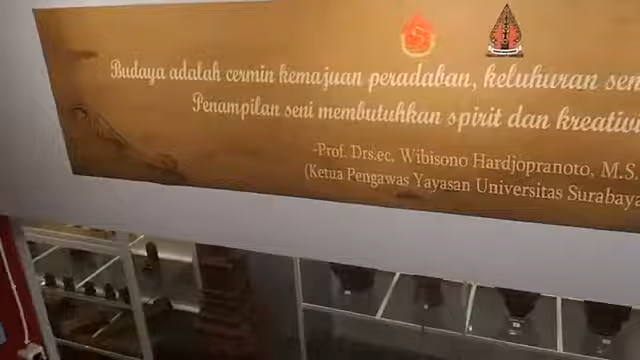 Budaya adalah cermin kemajuan peradaban, keluhuran sen
Penampilan seni membutuhkan spirit dan kreativi
-Prof. Drs.ec. Wibisono Hardjopranoto, M.S.
(Ketua Pengawas Yayasan Universitas Surabaya